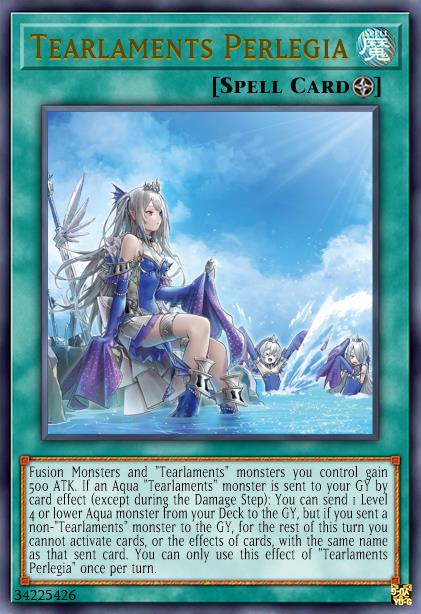 Tearlaments Perlegia
SPELL
魔
[Spell Card]
Fusion Monsters and "Tearlaments" monsters you control gain
500 ATK. If an Aqua "Tearlaments" monster is sent to your GY by
card effect (except during the Damage Step): You can send 1 Level
4 or lower Aqua monster from your Deck to the GY, but if you sent a
non-"Tearlaments" monster to the GY, for the rest of this turn you
cannot activate cards, or the effects of cards, with the same name
as that sent card. You can only use this effect of "Tearlaments
Perlegia" once per turn.
34225426